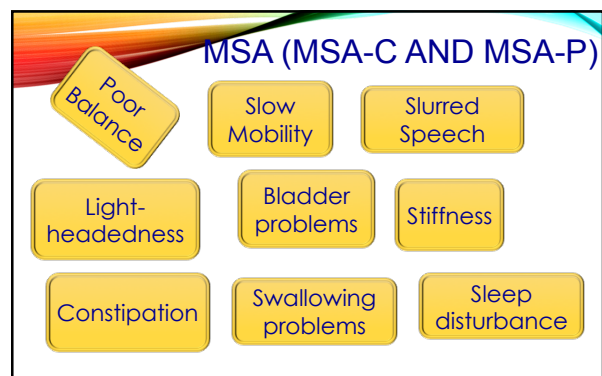 MSA (MSA-C AND MSA-P)
Poor
Balance
Slow
Mobility
Slurred
Speech
Light-
headedness
Bladder
problems
Stiffness
Constipation
Swallowing
problems
Sleep
disturbance